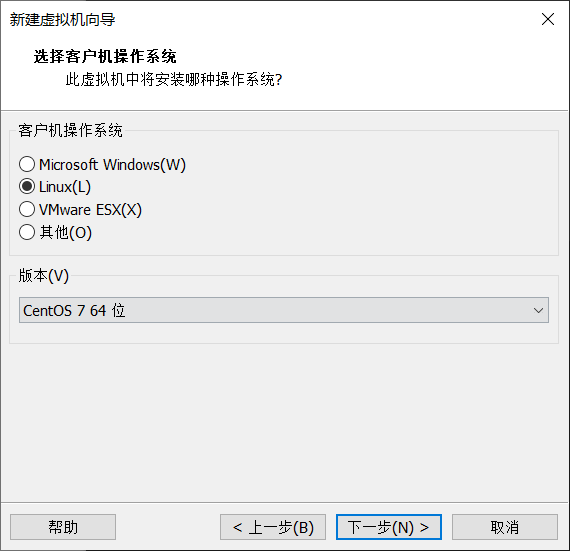 新建虚拟机向导
选择客户机操作系统
此虚拟机中将安装哪种操作系统?
客户机操作系统
Microsoft Windows(W)
Linux(L)
VMware ESX(X)
其他(O)
版本(V)
CentOS 7 64 位
帮助
< 上一步(B)
下一步(N) >
取消